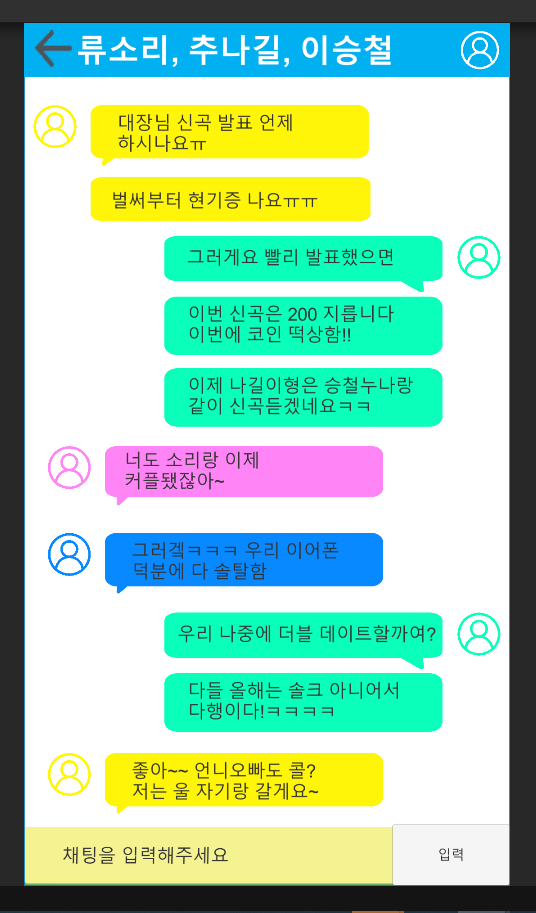 류소리, 추나길, 이승철
대장님 신곡 발표 언제
하시나요ㅠ
벌써부터 현기증 나요ㅠㅠ
그러게요 빨리 발표했으면
이번 신곡은 200 지릅니다
이번에 코인 떡상함!!
이제 나길이형은 승철누나랑
같이 신곡듣겠네요ㅋㅋ
너도 소리랑 이제
커플됐잖아~
그러겤ㅋㅋㅋ 우리 이어폰
덕분에 다 솔탈함
우리 나중에 더블 데이트할까여?
다들 올해는 솔크 아니어서
다행이다!ㅋㅋㅋㅋ
좋아~~ 언니오빠도 콜?
저는 울 자기랑 갈게요~
채팅을 입력해주세요
입력